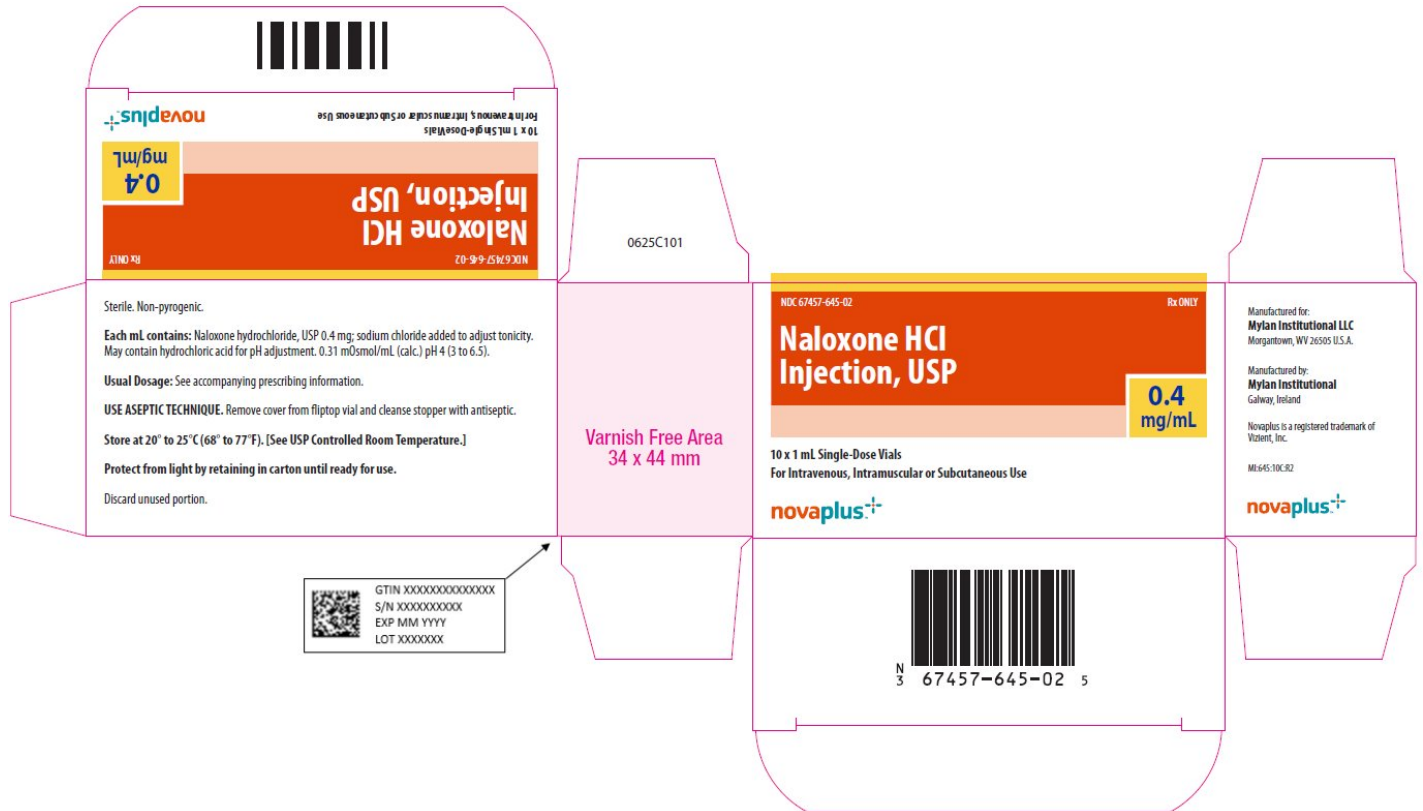 novaplus
For Intravenous, Intramuscular or Subcutaneous Use
10 x 1 mL Single-Dose Vials
0.4
mg/mL
Naloxone HCl
Injection, USP
NDC 67457-645-02
Rx ONLY
Sterile. Non-pyrogenic.
Each mL contains: Naloxone hydrochloride, USP 0.4 mg; sodium chloride added to adjust tonicity.
May contain hydrochloric acid for pH adjustment. 0.31 mOsmol/mL (calc.) pH 4 (3 to 6.5).
Usual Dosage: See accompanying prescribing information.
USE ASEPTIC TECHNIQUE. Remove cover from fliptop vial and cleanse stopper with antiseptic.
Store at 20° to 25°C (68° to 77°F). [See USP Controlled Room Temperature.]
Protect from light by retaining in carton until ready for use.
Discard unused portion.
GTIN XXXXXXXXXXXXXX
S/N XXXXXXXXXX
EXP MM YYYY
LOT XXXXXXX
0625C101
Varnish Free Area
34 x 44 mm
NDC 67457-645-02
Rx ONLY
Naloxone HCl
Injection, USP
0.4
mg/mL
10 x 1 mL Single-Dose Vials
For Intravenous, Intramuscular or Subcutaneous Use
novaplus™
N
3 67457-645-02 5
Manufactured for:
Mylan Institutional LLC
Morgantown, WV 26505 U.S.A.
Manufactured by:
Mylan Institutional
Galway, Ireland
Novaplus is a registered trademark of
Vizient, Inc.
MI:645:10C:R2
novaplus™